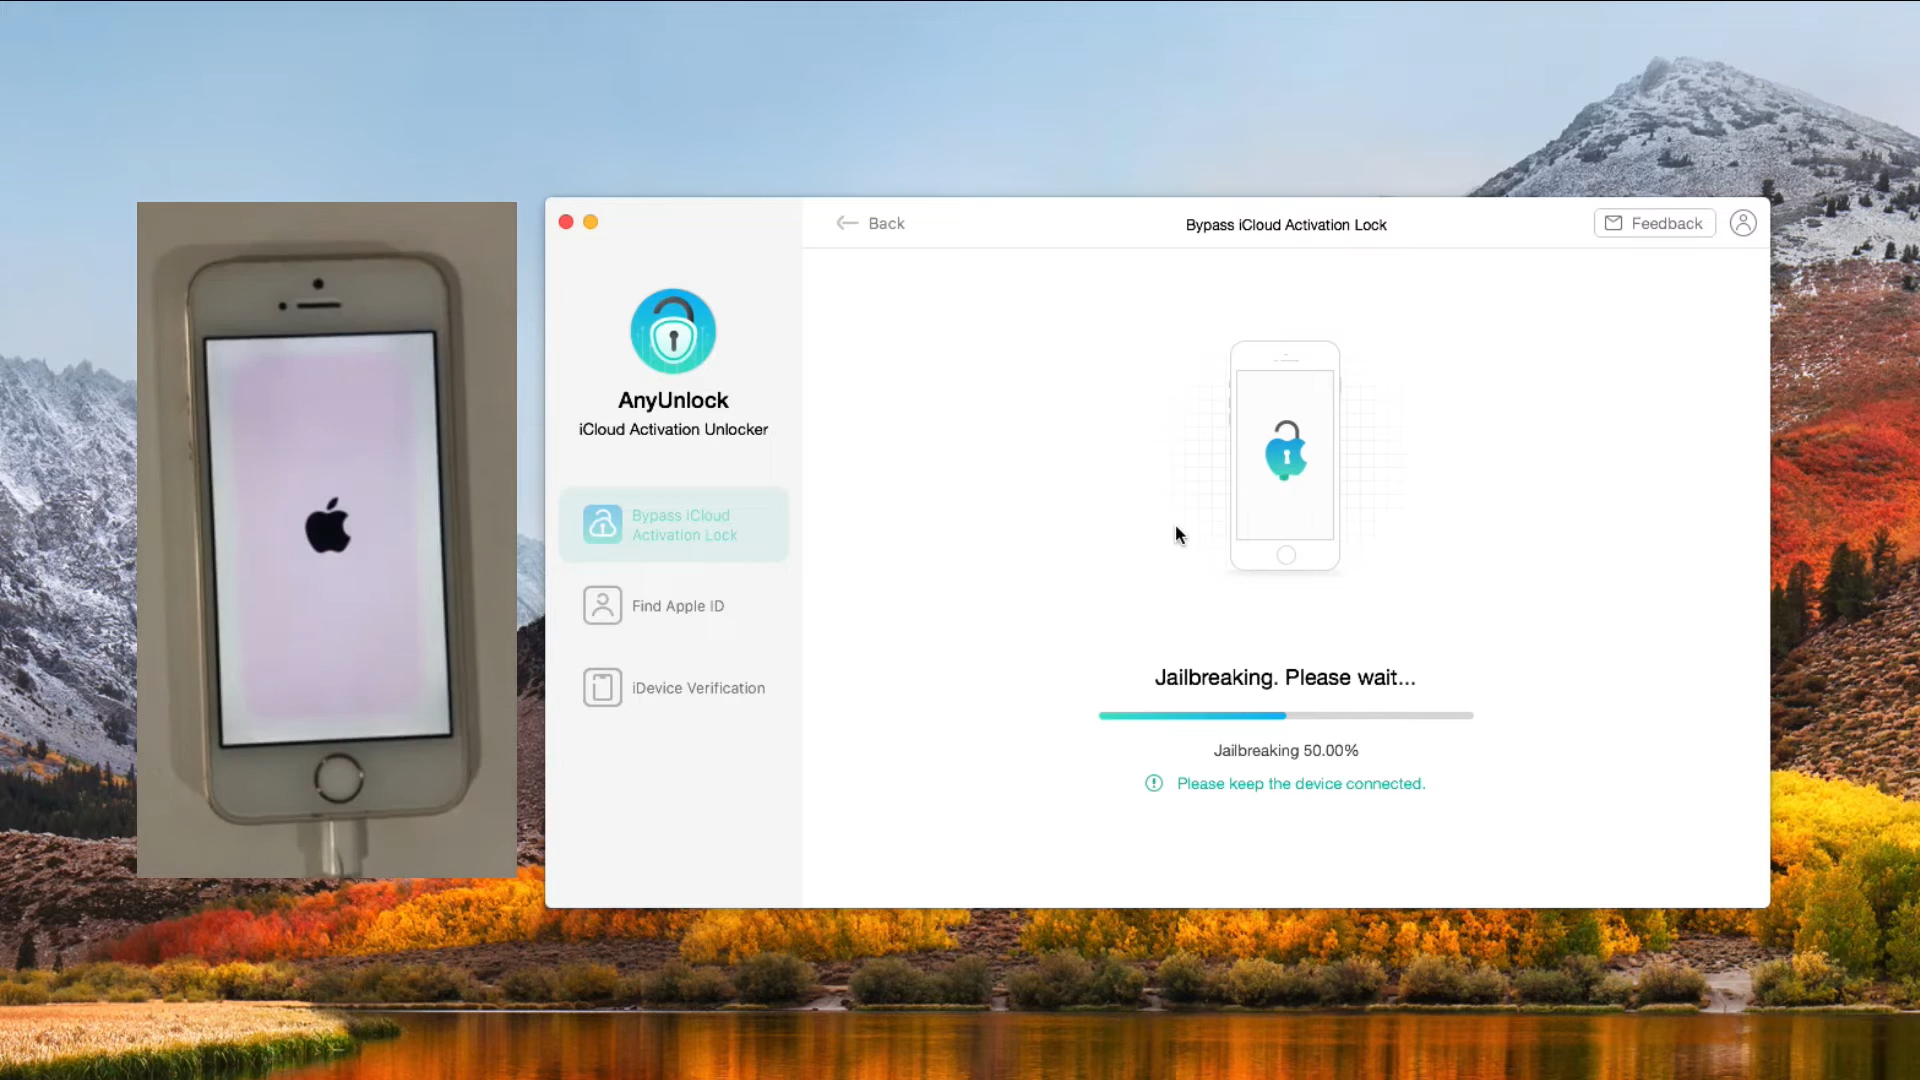 Back
Bypass iCloud Activation Lock
Feedback
AnyUnlock
iCloud Activation Unlocker
Bypass iCloud
Activation Lock
Find Apple ID
iDevice Verification
Jailbreaking. Please wait...
Jailbreaking 50.00%
Please keep the device connected.